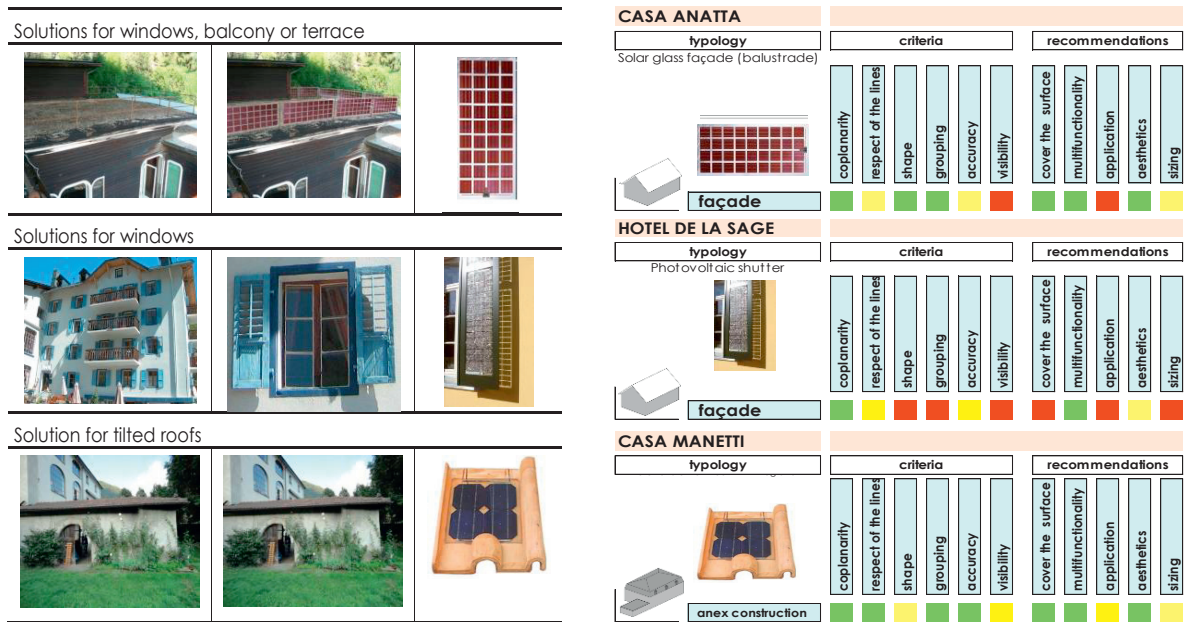 Solutions for windows, balcony or terrace
Solutions for windows
Solution for tilted roofs
CASA ANATTA
typology
criteria
recommendations
Solar glass façade (balustrade)
coplanarity
respect of the lines
shape
grouping
accuracy
visibility
cover the surface
multifunctionality
application
aesthetics
sizing
façade
HOTEL DE LA SAGE
typology
criteria
recommendations
Photovoltaic shutter
coplanarity
respect of the lines
shape
grouping
accuracy
visibility
cover the surface
multifunctionality
application
aesthetics
sizing
façade
CASA MANETTI
typology
criteria
recommendations
coplanarity
respect of the lines
shape
grouping
accuracy
visibility
cover the surface
multifunctionality
application
aesthetics
sizing
anex construction